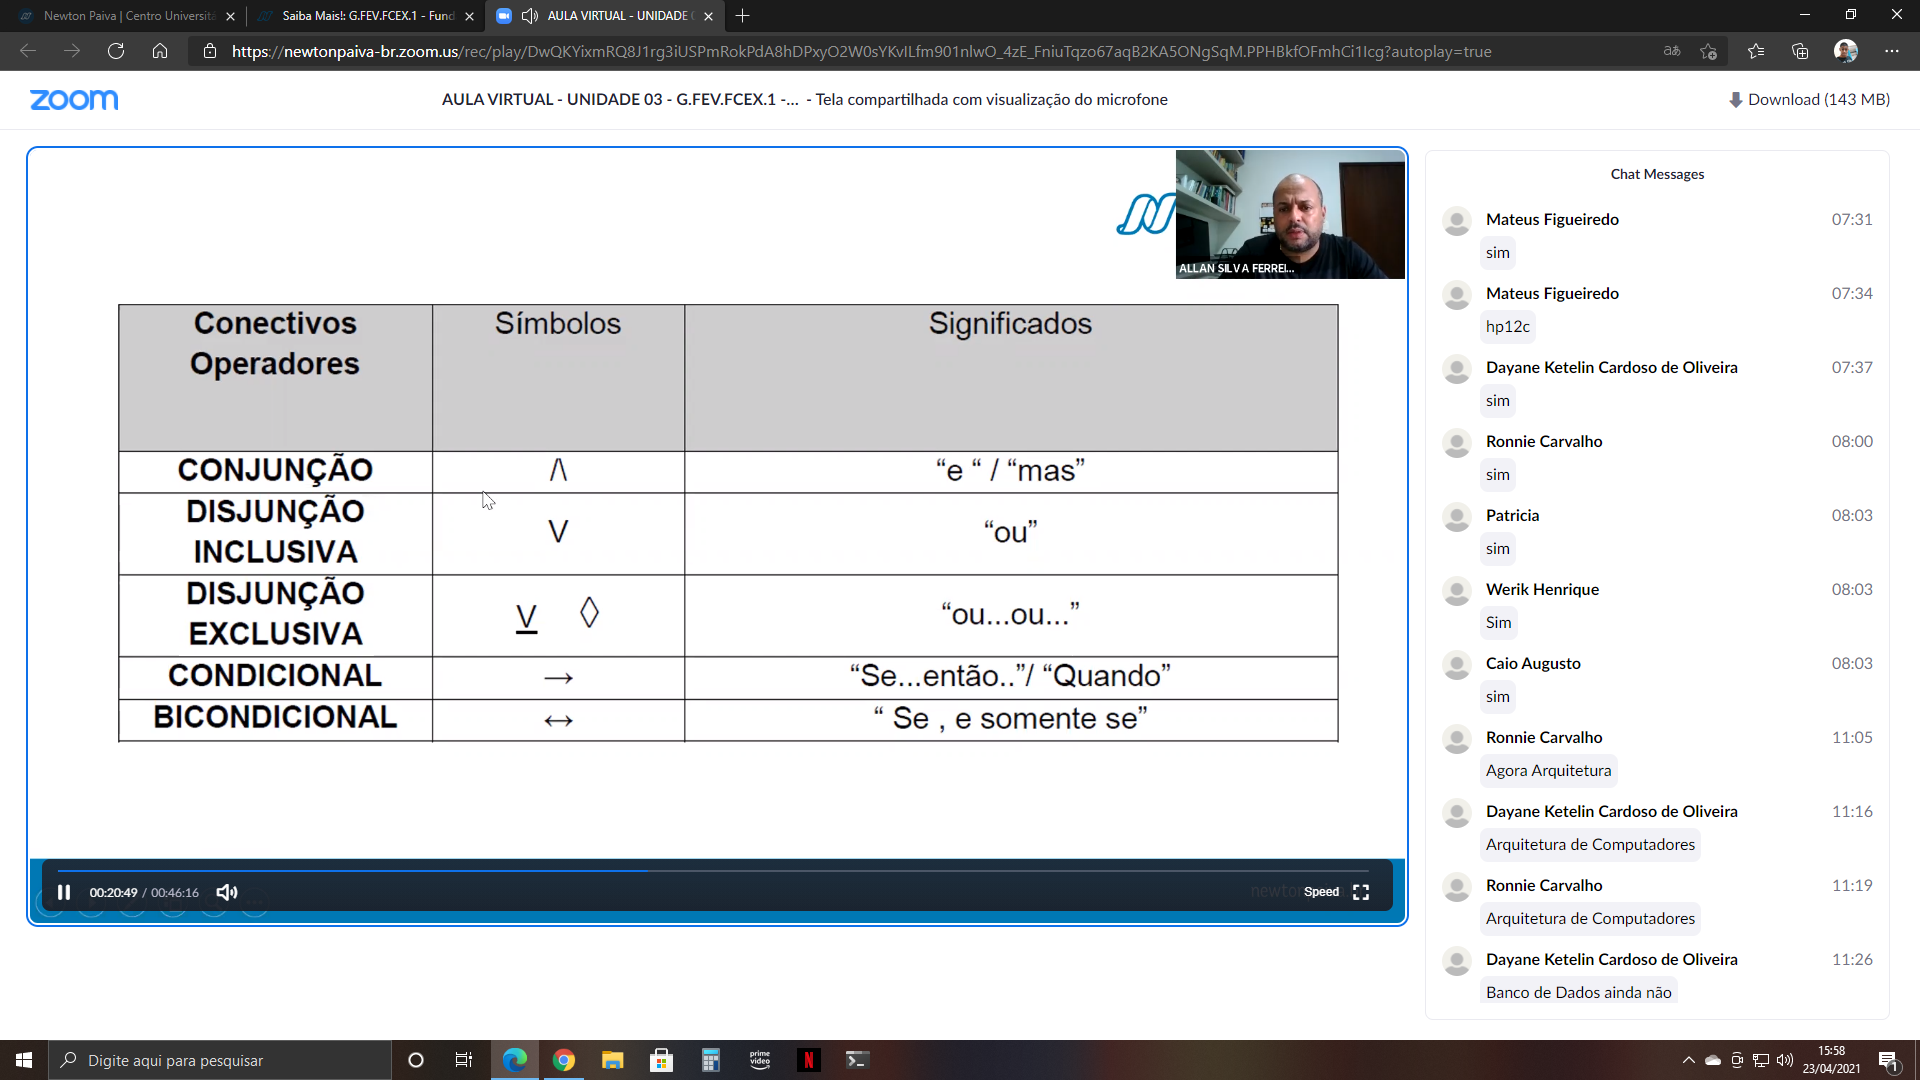 Newton Paiva | Centro Universitá
Saiba Mais!: G.FEV.FCEX.1 - Fund
AULA VIRTUAL - UNIDADE
https://newtonpaiva-br.zoom.us/rec/play/DwQKYixmRQ8J1rg3iUSPmRokPdA8hDPxyO2W0sYKvILfm901nlwO_4zE_FniuTqzo67aqB2KA5ONgSqM.PPHBkfOFmhCi1Icg?autoplay=true
zoom
AULA VIRTUAL - UNIDADE 03 - G.FEV.FCEX.1 -... - Tela compartilhada com visualização do microfone
Download (143 MB)
ALLAN SILVA FERREI...
Conectivos Operadores
Símbolos
Significados
CONJUNÇÃO
/\
“e “ / “mas”
DISJUNÇÃO INCLUSIVA
V
“ou”
DISJUNÇÃO EXCLUSIVA
V ◊
“ou...ou...”
CONDICIONAL
→
“Se...então..”/ “Quando”
BICONDICIONAL
↔
“ Se , e somente se”
00:20:49 / 00:46:16
Speed
Chat Messages
Mateus Figueiredo 07:31
sim
Mateus Figueiredo 07:34
hp12c
Dayane Ketelin Cardoso de Oliveira 07:37
sim
Ronnie Carvalho 08:00
sim
Patricia 08:03
sim
Werik Henrique 08:03
Sim
Caio Augusto 08:03
sim
Ronnie Carvalho 11:05
Agora Arquitetura
Dayane Ketelin Cardoso de Oliveira 11:16
Arquitetura de Computadores
Ronnie Carvalho 11:19
Arquitetura de Computadores
Dayane Ketelin Cardoso de Oliveira 11:26
Banco de Dados ainda não
Digite aqui para pesquisar
prime video
N
15:58
23/04/2021
1